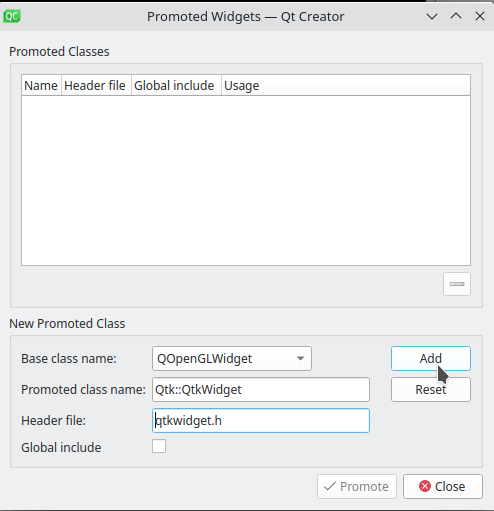 QC
Promoted Widgets — Qt Creator
Promoted Classes
Name Header file Global include Usage
New Promoted Class
Base class name: QOpenGLWidget Add
Promoted class name: Qtk::QtkWidget Reset
Header file: qtkwidget.h
Global include
Promote Close